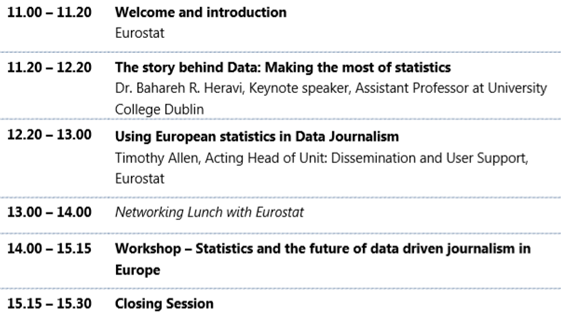 11.00 – 11.20 Welcome and introduction
Eurostat
11.20 – 12.20 The story behind Data: Making the most of statistics
Dr. Bahareh R. Heravi, Keynote speaker, Assistant Professor at University
College Dublin
12.20 – 13.00 Using European statistics in Data Journalism
Timothy Allen, Acting Head of Unit: Dissemination and User Support,
Eurostat
13.00 – 14.00 Networking Lunch with Eurostat
14.00 – 15.15 Workshop – Statistics and the future of data driven journalism in
Europe
15.15 – 15.30 Closing Session